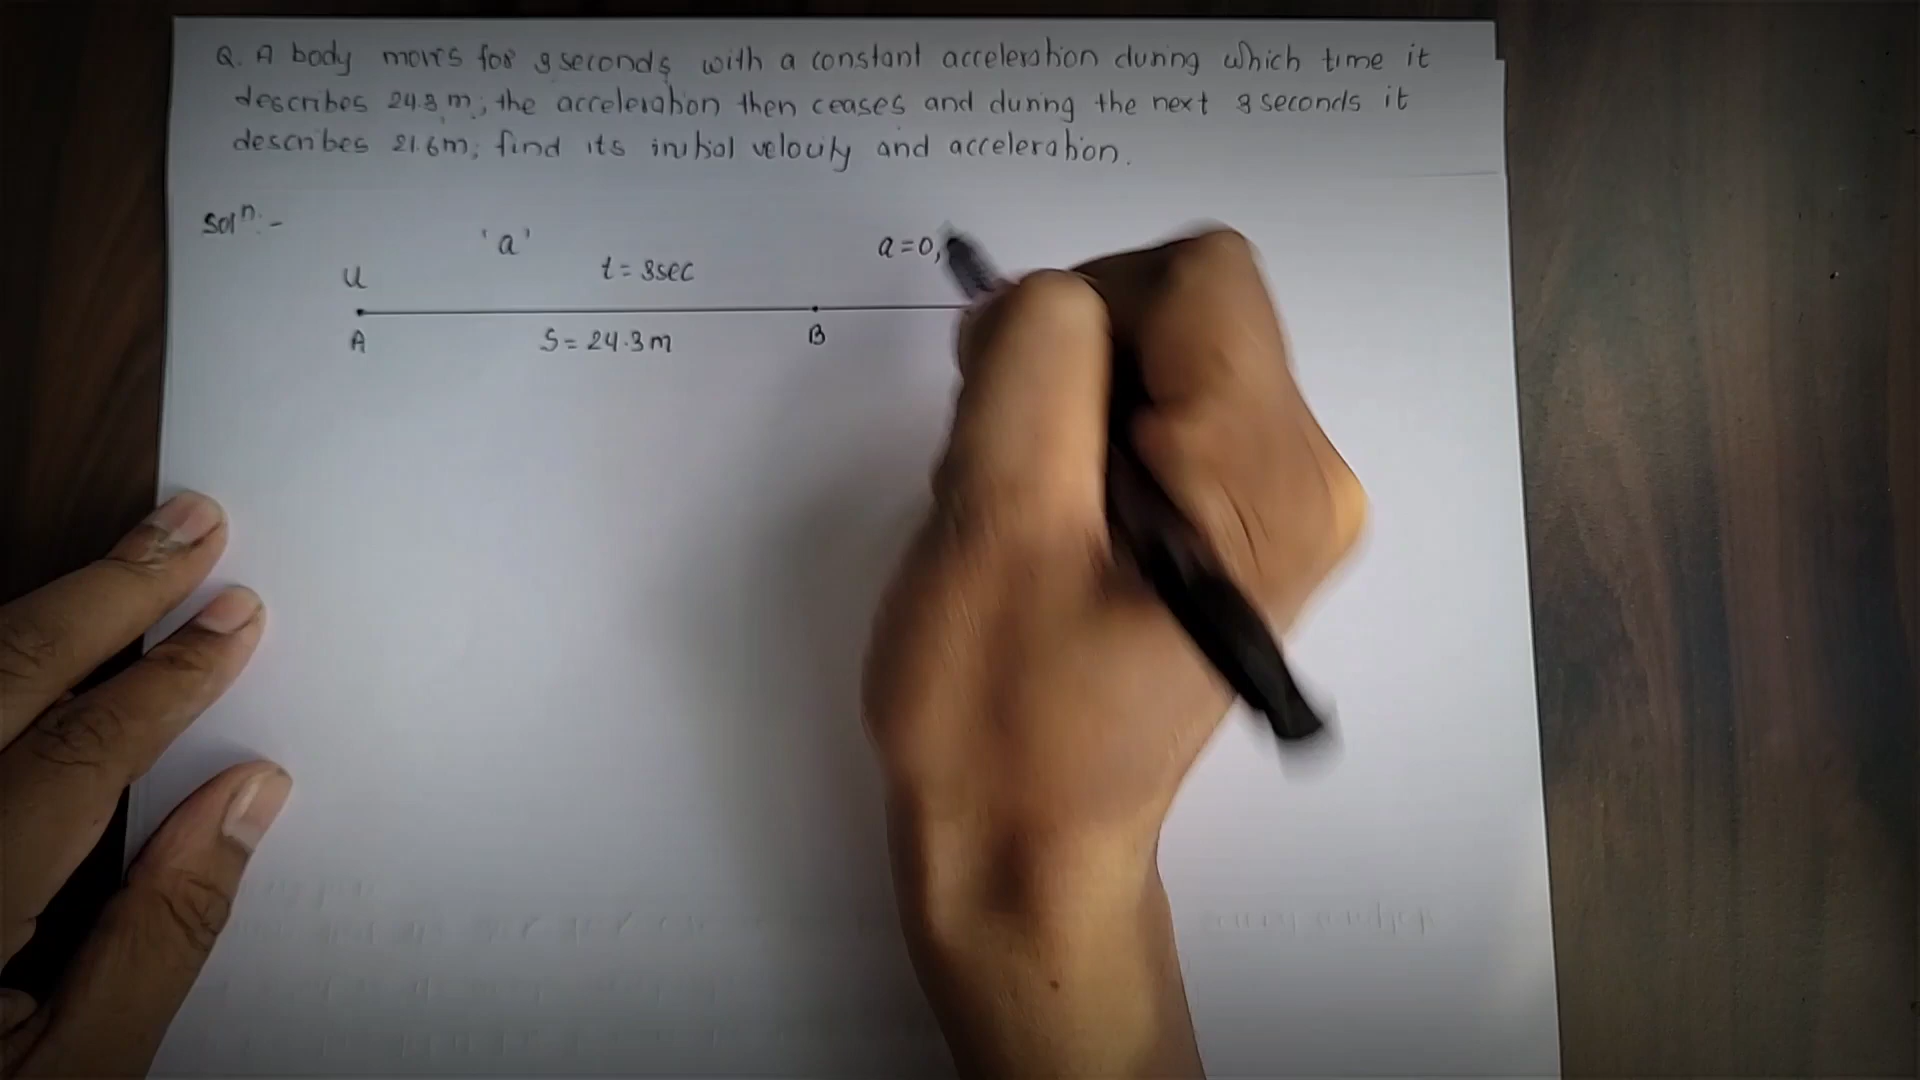 Q. A body moves for 3 seconds with a constant acceleration during which time it
describes 24.3 m; the acceleration then ceases and during the next 3 seconds it
describes 21.6m; find its initial velocity and acceleration.
Solⁿ:-
'a'
a=0,
t = 3sec
u
A
S = 24.3m
B